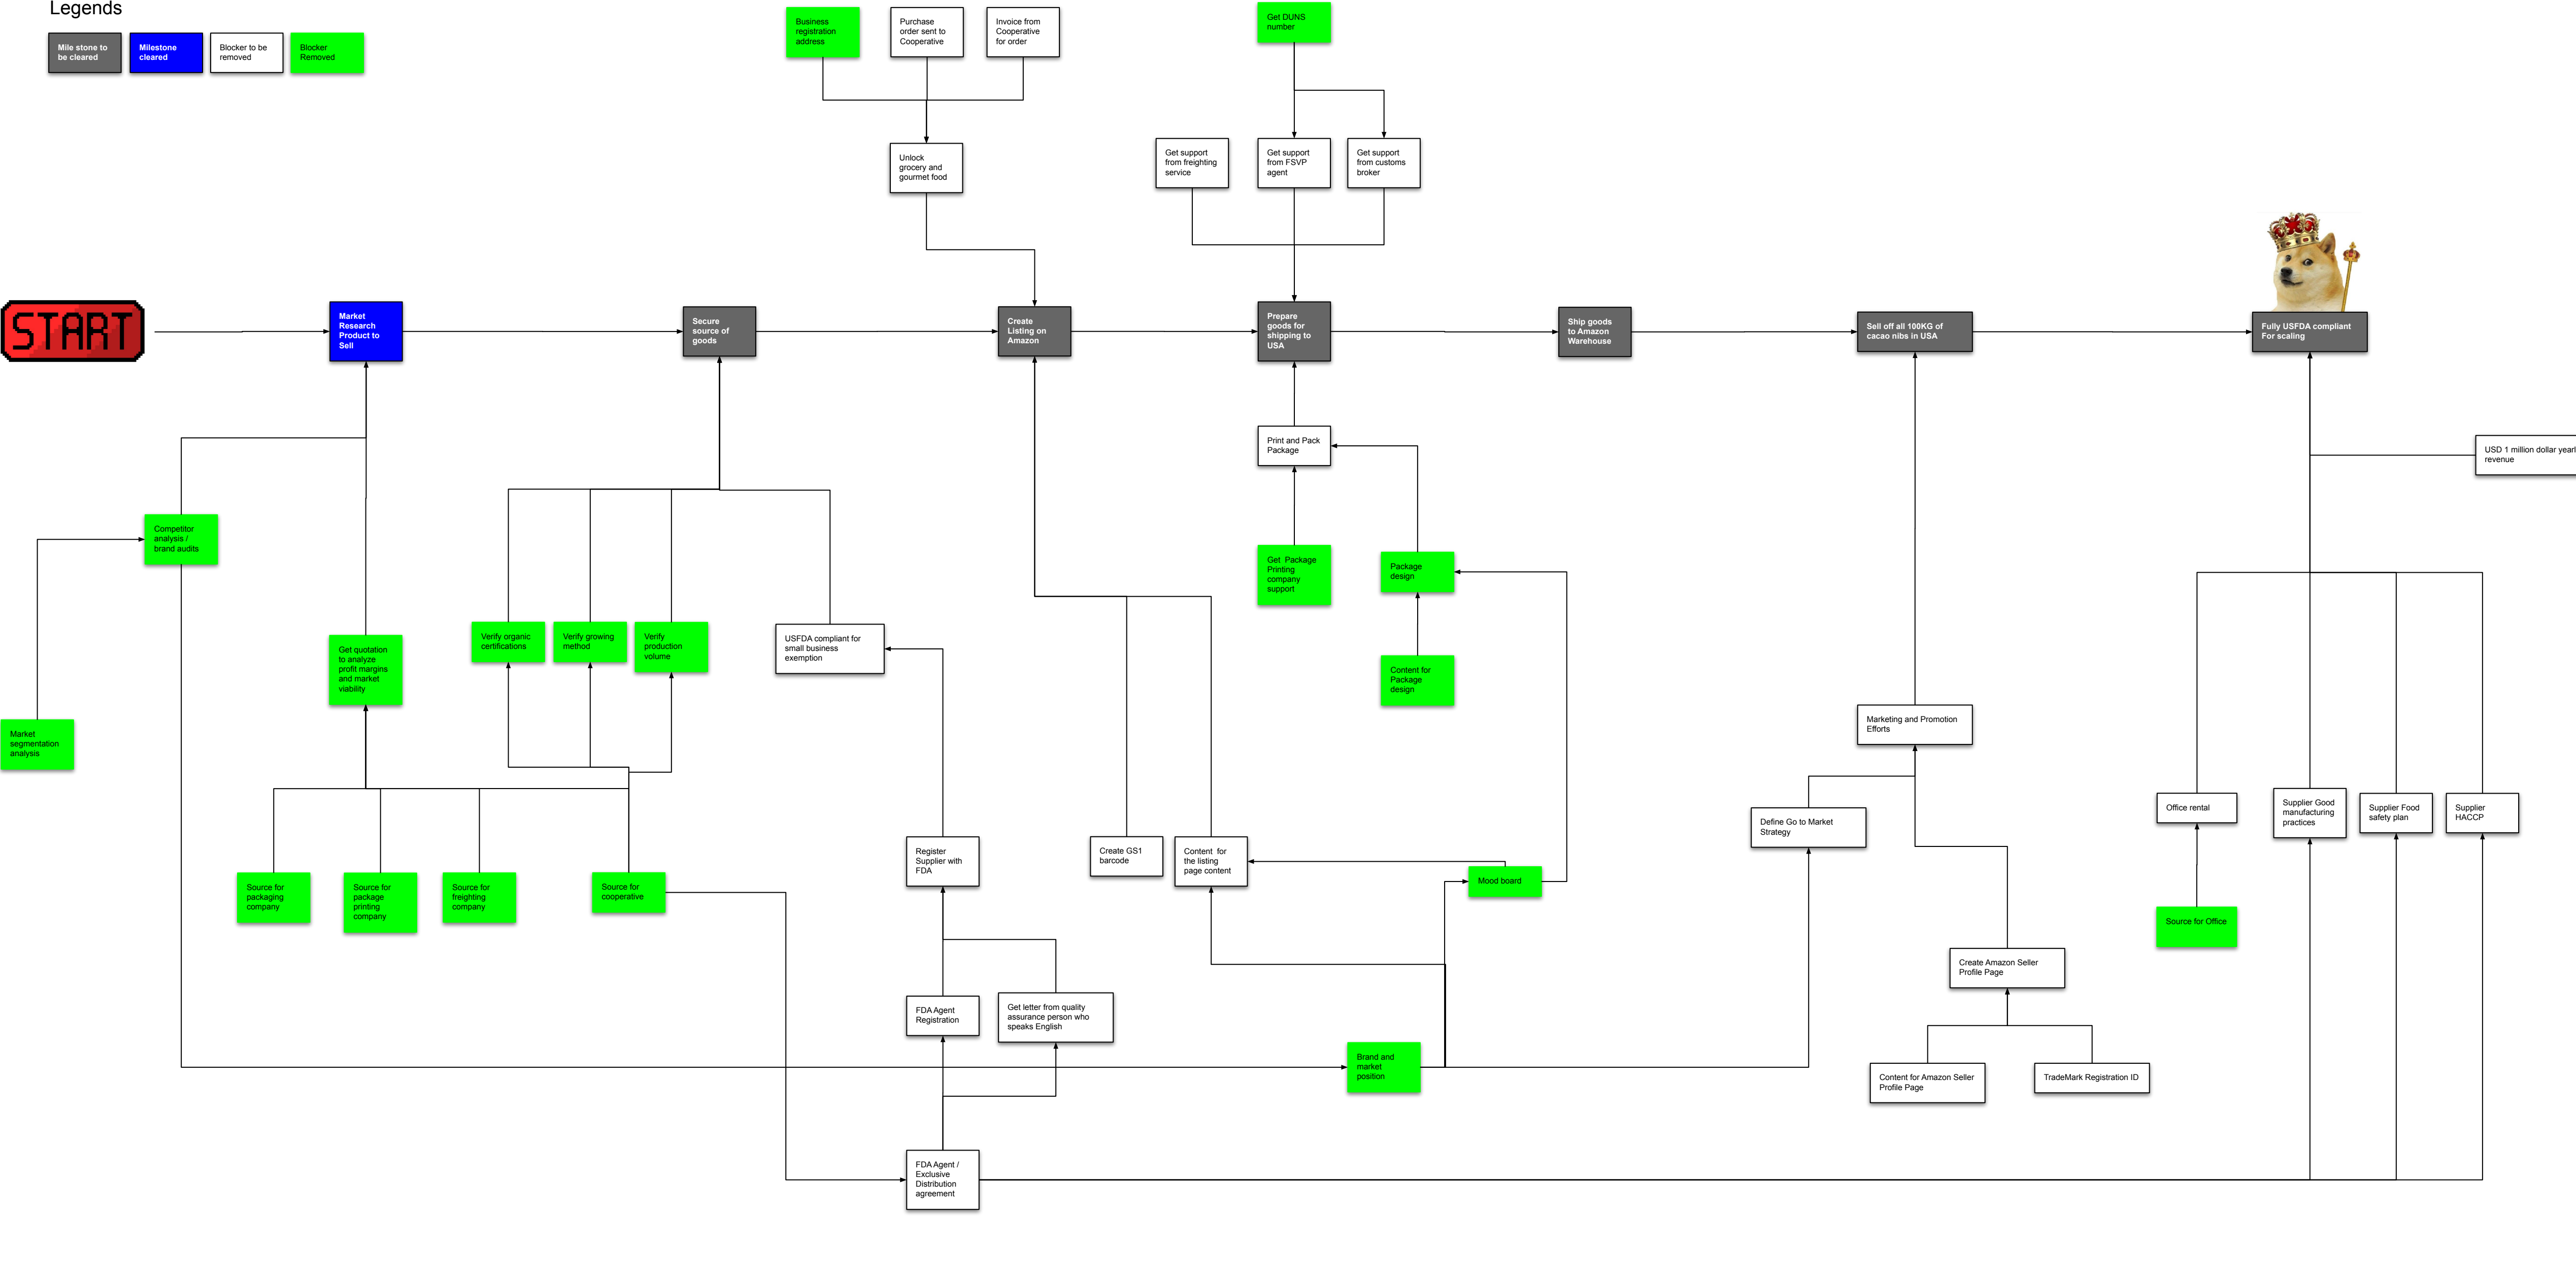 Legends
Mile stone to
be cleared
Milestone
cleared
Blocker to be
removed
Blocker
Removed
Business
registration
address
Purchase
order sent to
Cooperative
Invoice from
Cooperative
for order
Get DUNS
number
Unlock
grocery and
gourmet food
Get support
from freighting
service
Get support
from FSVP
agent
Get support
from customs
broker
START
Market
Research
Product to
Sell
Secure
source of
goods
Create
Listing on
Amazon
Prepare
goods for
shipping to
USA
Ship goods
to Amazon
Warehouse
Sell off all 100KG of
cacao nibs in USA
Fully USFDA compliant
For scaling
Print and Pack
Package
USD 1 million dollar yearl
revenue
Competitor
analysis /
brand audits
Get Package
Printing
company
support
Package
design
Get quotation
to analyze
profit margins
and market
viability
Verify organic
certifications
Verify growing
method
Verify
production
volume
USFDA compliant for
small business
exemption
Content for
Package
design
Market
segmentation
analysis
Marketing and Promotion
Efforts
Define Go to Market
Strategy
Office rental
Supplier Good
manufacturing
practices
Supplier Food
safety plan
Supplier
HACCP
Register
Supplier with
FDA
Create GS1
barcode
Content for
the listing
page content
Mood board
Source for
packaging
company
Source for
package
printing
company
Source for
freighting
company
Source for
cooperative
Source for Office
Create Amazon Seller
Profile Page
FDA Agent
Registration
Get letter from quality
assurance person who
speaks English
Brand and
market
position
Content for Amazon Seller
Profile Page
TradeMark Registration ID
FDA Agent /
Exclusive
Distribution
agreement